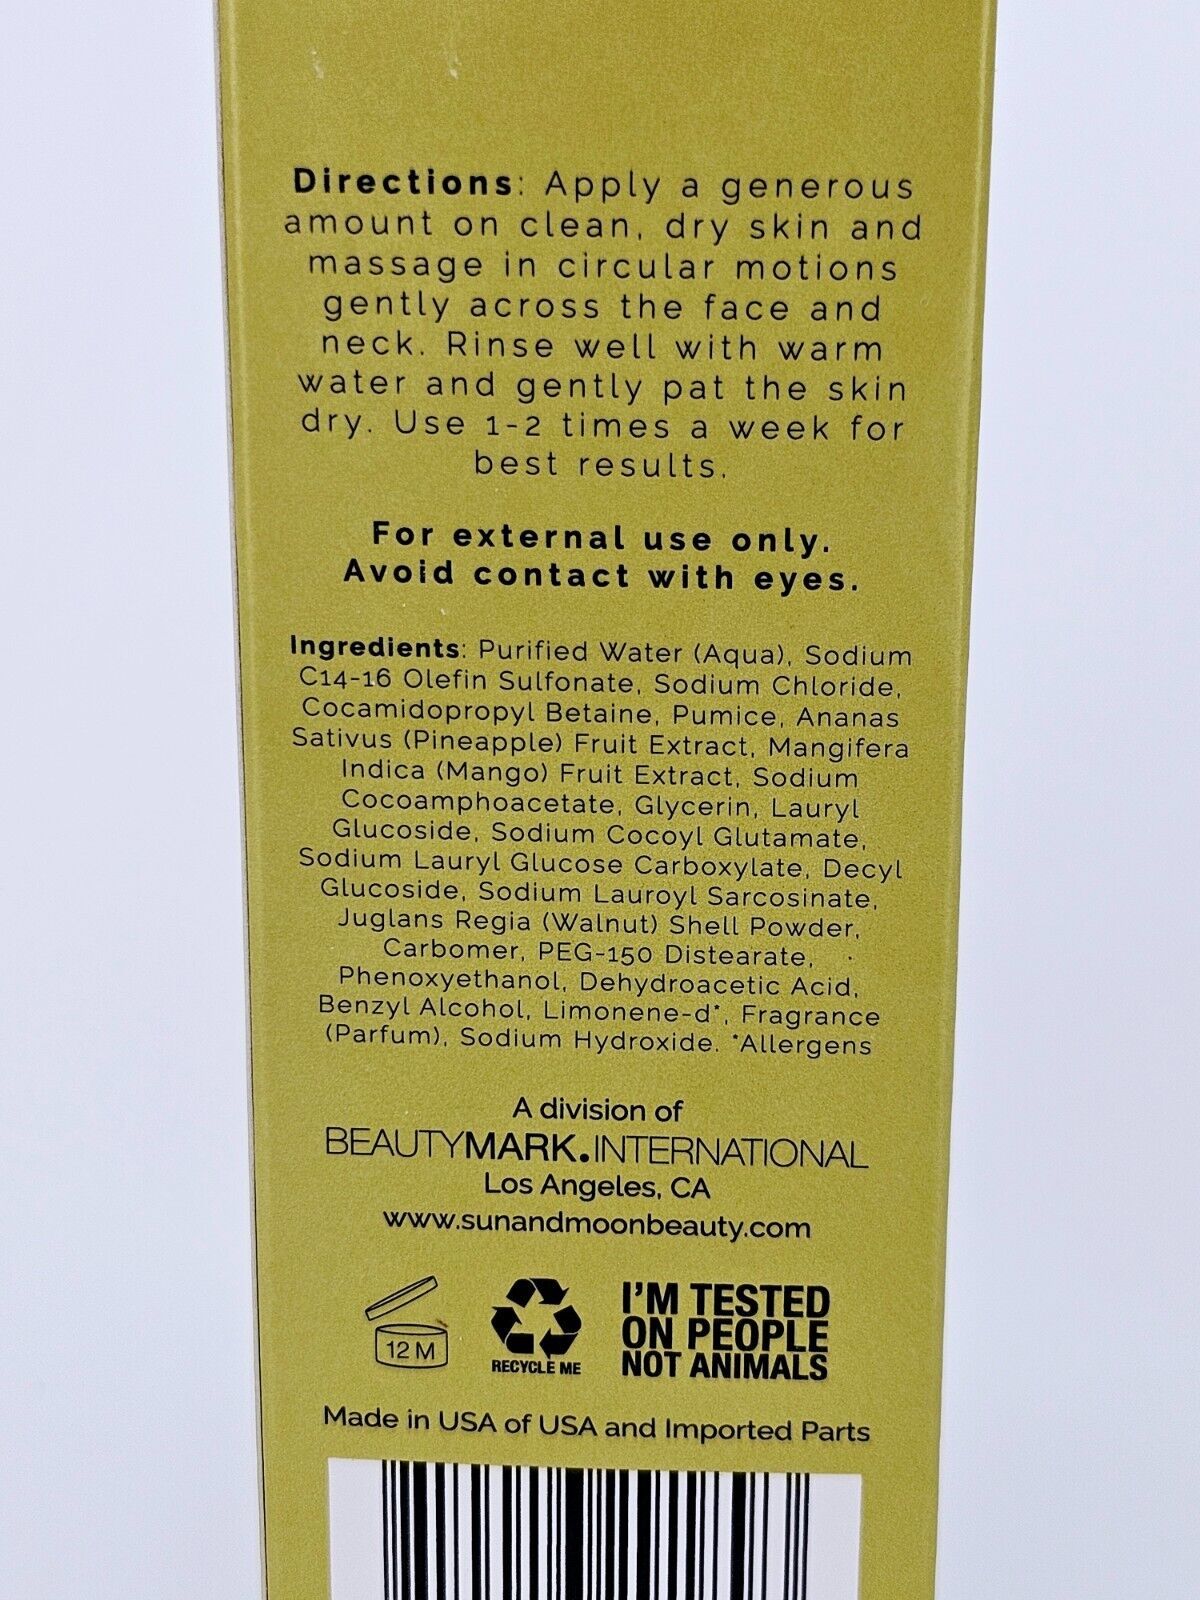 Directions: Apply a generous
amount on clean, dry skin and
massage in circular motions
gently across the face and
neck. Rinse well with warm
water and gently pat the skin
dry. Use 1-2 times a week for
best results.
For external use only.
Avoid contact with eyes.
Ingredients: Purified Water (Aqua), Sodium
C14-16 Olefin Sulfonate, Sodium Chloride,
Cocamidopropyl Betaine, Pumice, Ananas
Sativus (Pineapple) Fruit Extract, Mangifera
Indica (Mango) Fruit Extract, Sodium
Cocoamphoacetate, Glycerin, Lauryl
Glucoside, Sodium Cocoyl Glutamate,
Sodium Lauryl Glucose Carboxylate, Decyl
Glucoside, Sodium Lauroyl Sarcosinate,
Juglans Regia (Walnut) Shell Powder,
Carbomer, PEG-150 Distearate,
Phenoxyethanol, Dehydroacetic Acid,
Benzyl Alcohol, Limonene-d*, Fragrance
(Parfum), Sodium Hydroxide. *Allergens
A division of
BEAUTYMARK.INTERNATIONAL
Los Angeles, CA
www.sunandmoonbeauty.com
12 M
RECYCLE ME
I'M TESTED
ON PEOPLE
NOT ANIMALS
Made in USA of USA and Imported Parts